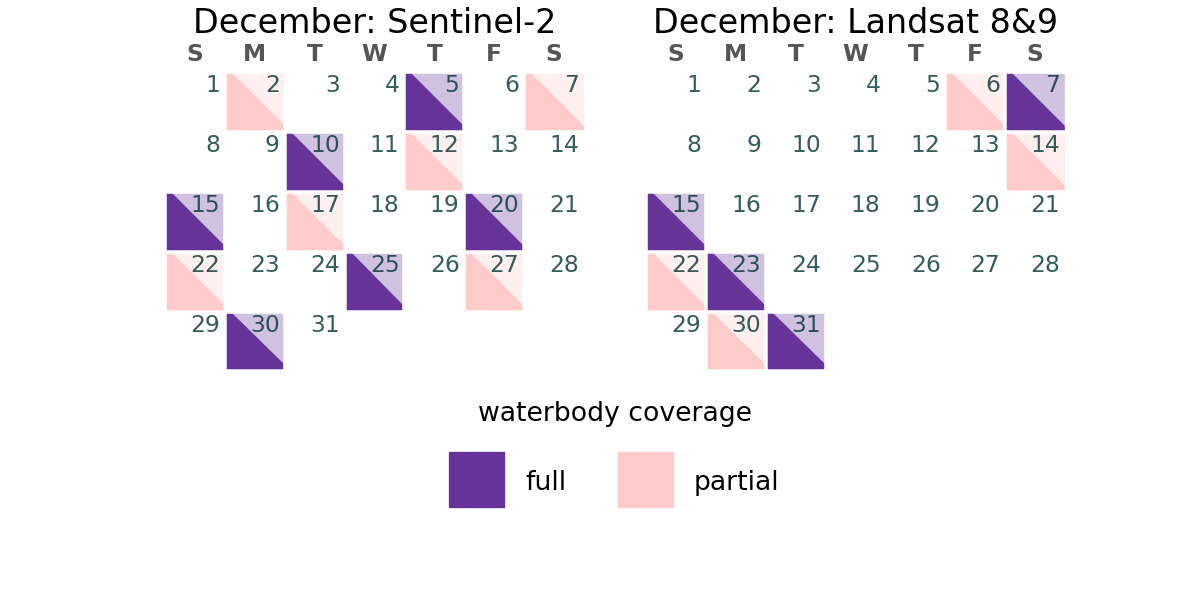 December: Sentinel-2
S M T W T F S
1 2 3 4 5 6 7
8 9 10 11 12 13 14
15 16 17 18 19 20 21
22 23 24 25 26 27 28
29 30 31
December: Landsat 8&9
S M T W T F S
1 2 3 4 5 6 7
8 9 10 11 12 13 14
15 16 17 18 19 20 21
22 23 24 25 26 27 28
29 30 31
waterbody coverage
full
partial